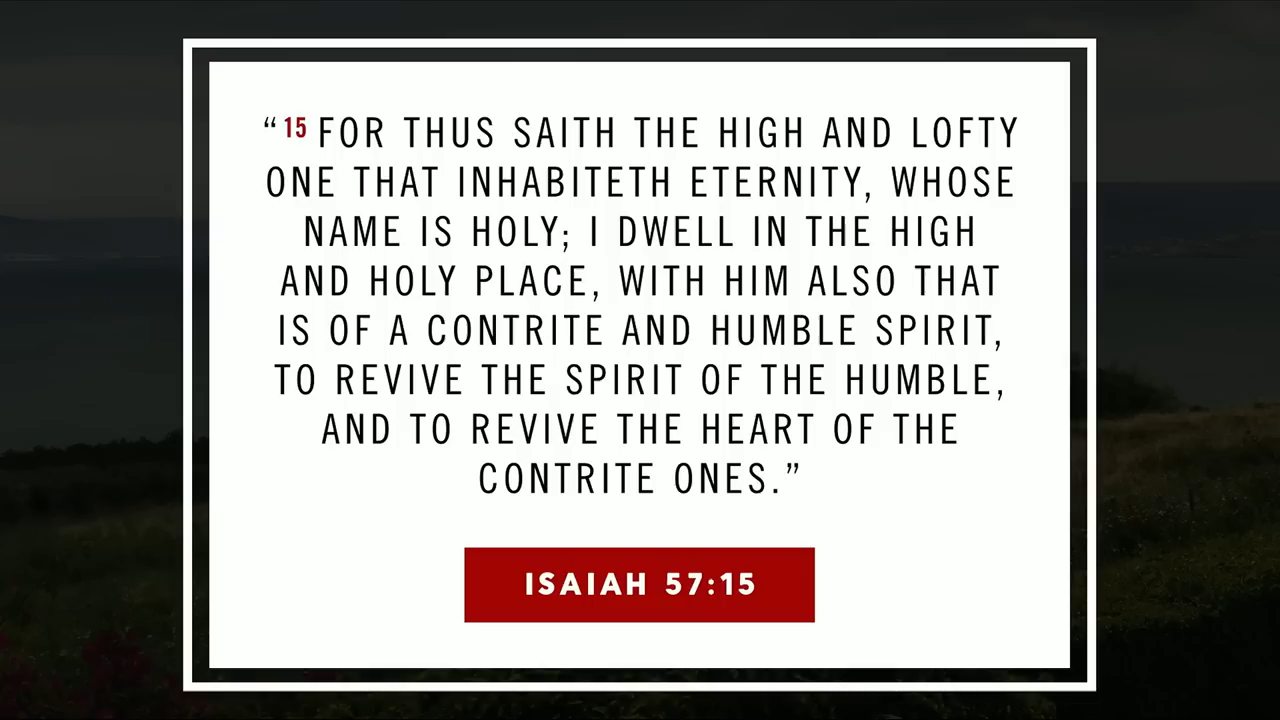 “15 FOR THUS SAITH THE HIGH AND LOFTY
ONE THAT INHABITETH ETERNITY, WHOSE
NAME IS HOLY; I DWELL IN THE HIGH
AND HOLY PLACE, WITH HIM ALSO THAT
IS OF A CONTRITE AND HUMBLE SPIRIT,
TO REVIVE THE SPIRIT OF THE HUMBLE,
AND TO REVIVE THE HEART OF THE
CONTRITE ONES.”
ISAIAH 57:15